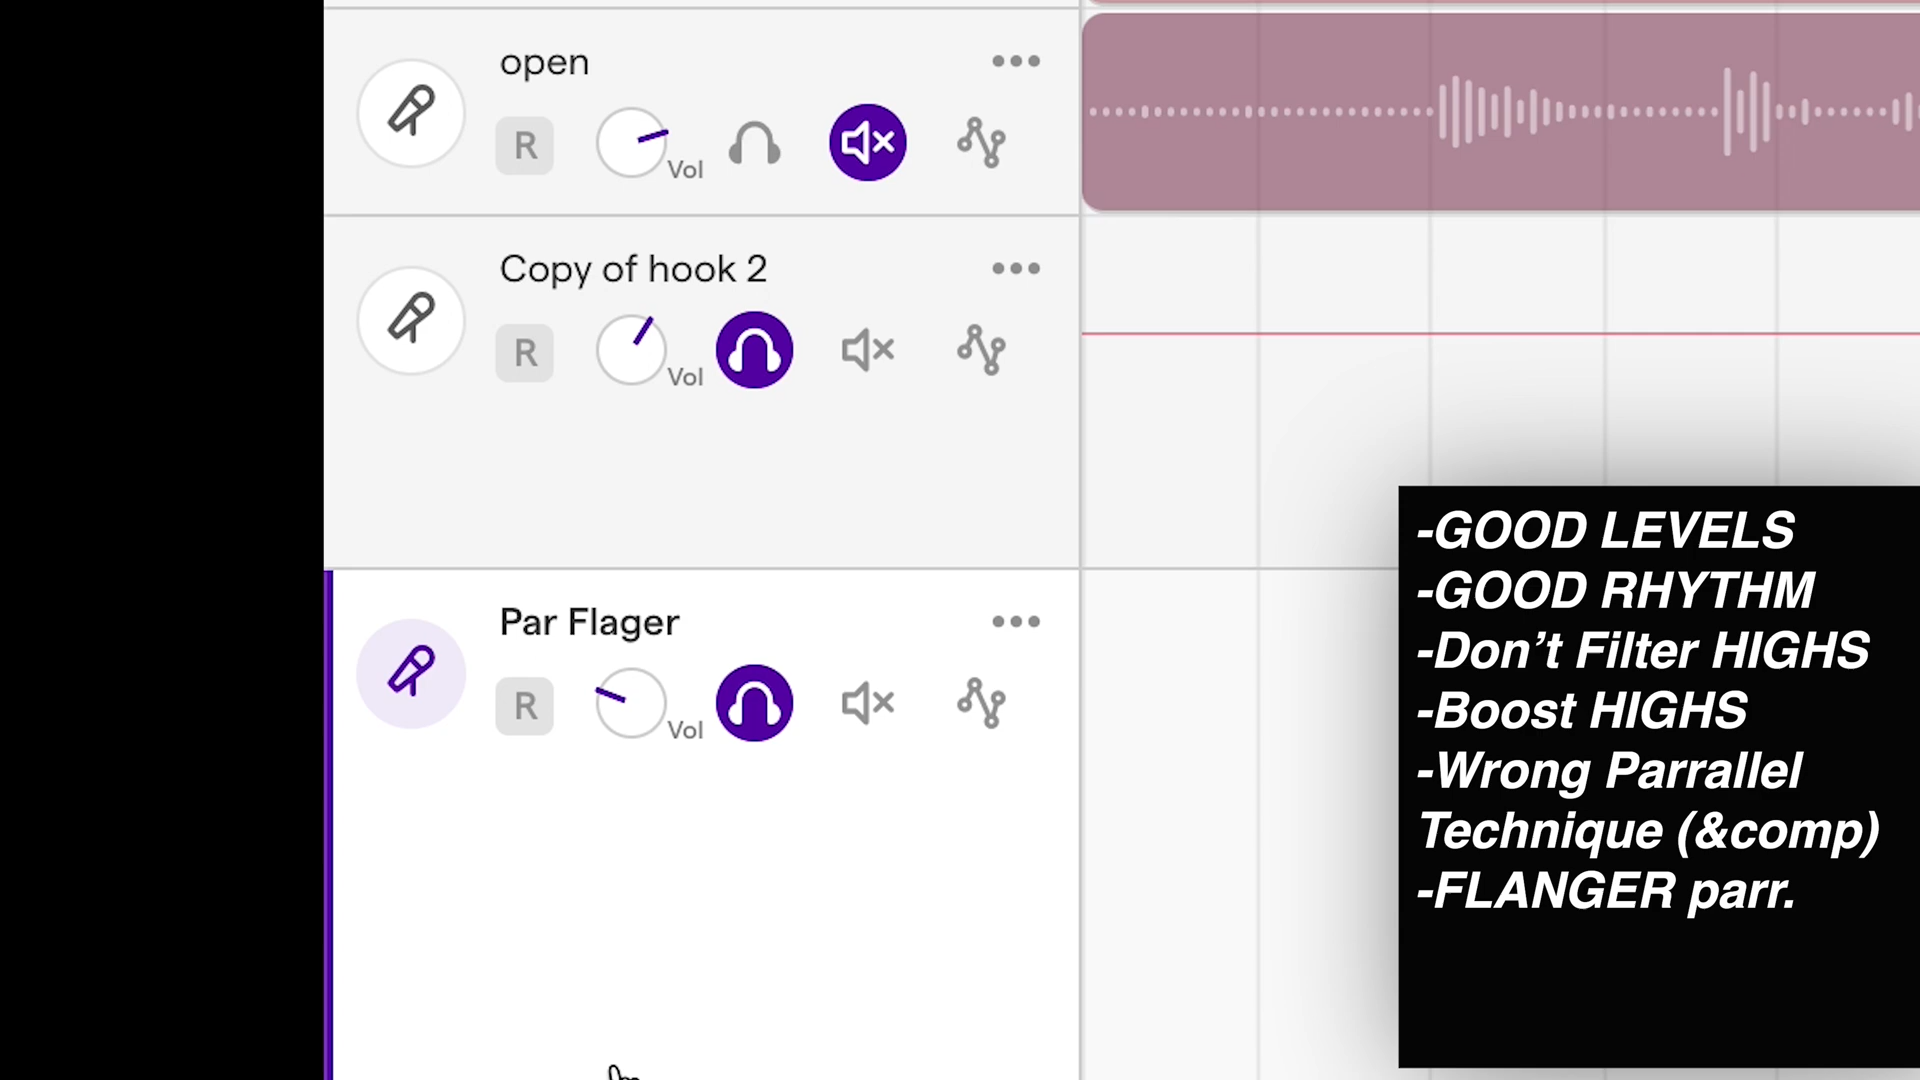 open
R
Vol
Copy of hook 2
R
Vol
Par Flager
R
Vol
-GOOD LEVELS
-GOOD RHYTHM
-Don’t Filter HIGHS
-Boost HIGHS
-Wrong Parrallel
Technique (&comp)
-FLANGER parr.